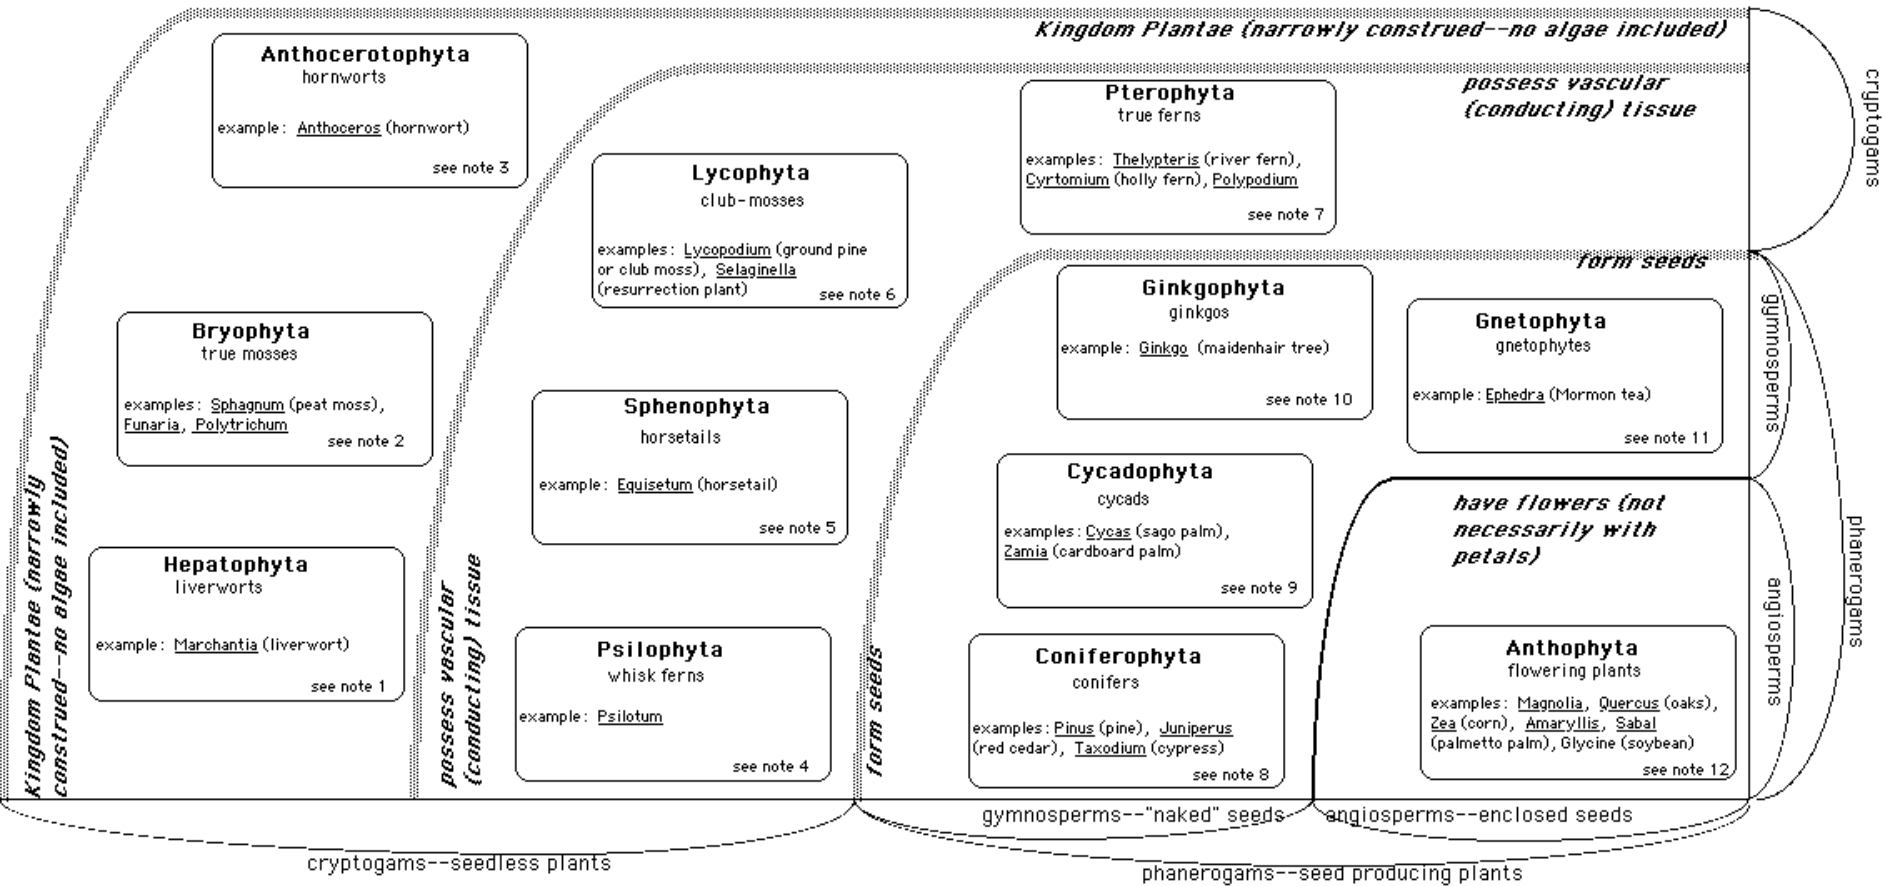 Kingdom Plantae (narrowly construed--no algae included)
Anthocerotophyta
hornworts
example: Anthoceros (hornwort)
see note 3
possess vascular
(conducting) tissue
Pterophyta
true ferns
examples: Thelypteris (river fern),
Cyrtomium (holly fern), Polypodium
see note 7
cryptogams
Lycophyta
club-mosses
examples: Lycopodium (ground pine
or club moss), Selaginella
(resurrection plant)
see note 6
form seeds
Ginkgophyta
ginkgos
example: Ginkgo (maidenhair tree)
see note 10
Gnetophyta
gnetophytes
example: Ephedra (Mormon tea)
see note 11
gymnosperms
Bryophyta
true mosses
examples: Sphagnum (peat moss),
Funaria, Polytrichum
see note 2
Sphenophyta
horsetails
example: Equisetum (horsetail)
see note 5
Cycadophyta
cycads
examples: Cycas (sago palm),
Zamia (cardboard palm)
see note 9
have flowers (not
necessarily with
petals)
phanerogams
angiosperms
Kingdom Plantae (narrowly
construed--no algae included)
Hepatophyta
liverworts
example: Marchantia (liverwort)
see note 1
possess vascular
(conducting) tissue
Psilophyta
whisk ferns
example: Psilotum
see note 4
form seeds
Coniferophyta
conifers
examples: Pinus (pine), Juniperus
(red cedar), Taxodium (cypress)
see note 8
Anthophyta
flowering plants
examples: Magnolia, Quercus (oaks),
Zea (corn), Amaryllis, Sabal
(palmetto palm), Glycine (soybean)
see note 12
gymnosperms--"naked" seeds
angiosperms--enclosed seeds
cryptogams--seedless plants
phanerogams--seed producing plants